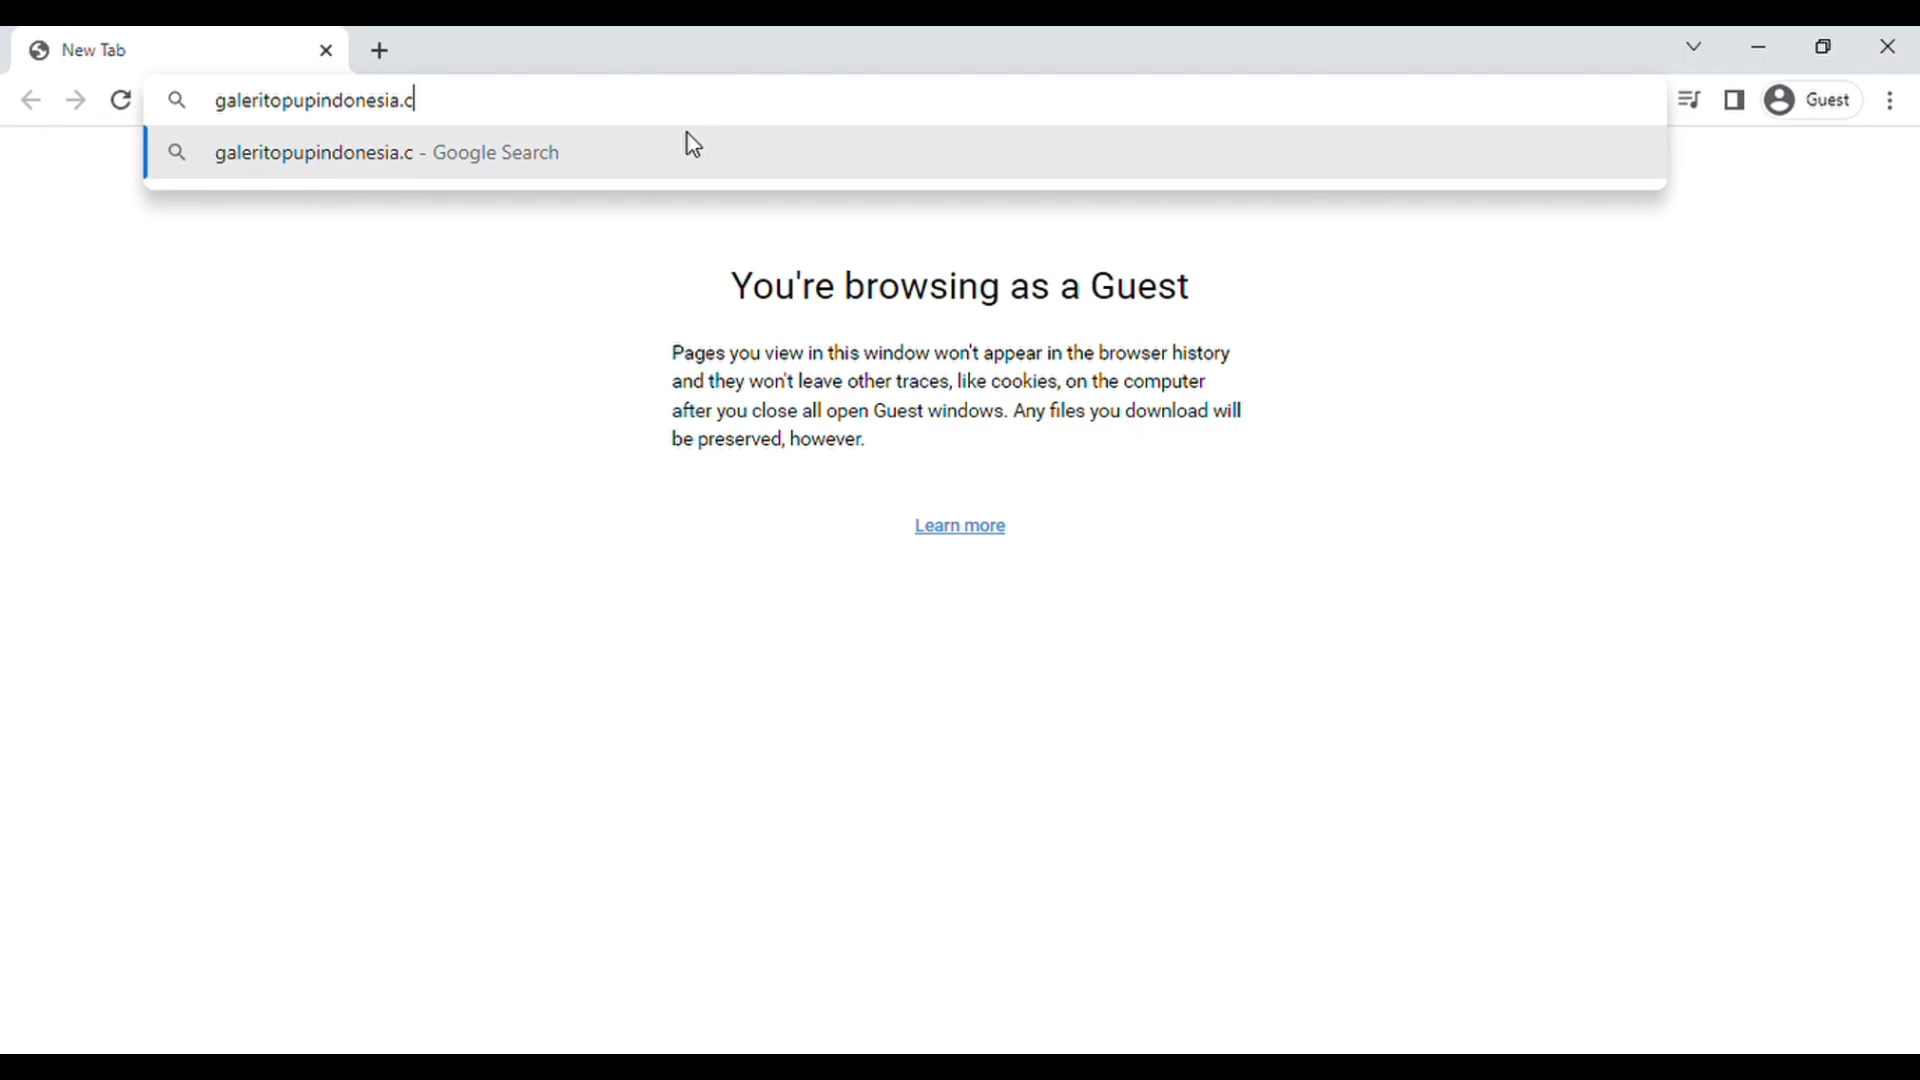 New Tab
galeritopupindonesia.c
Guest
galeritopupindonesia.c - Google Search
You're browsing as a Guest
Pages you view in this window won't appear in the browser history
and they won't leave other traces, like cookies, on the computer
after you close all open Guest windows. Any files you download will
be preserved, however.
Learn more